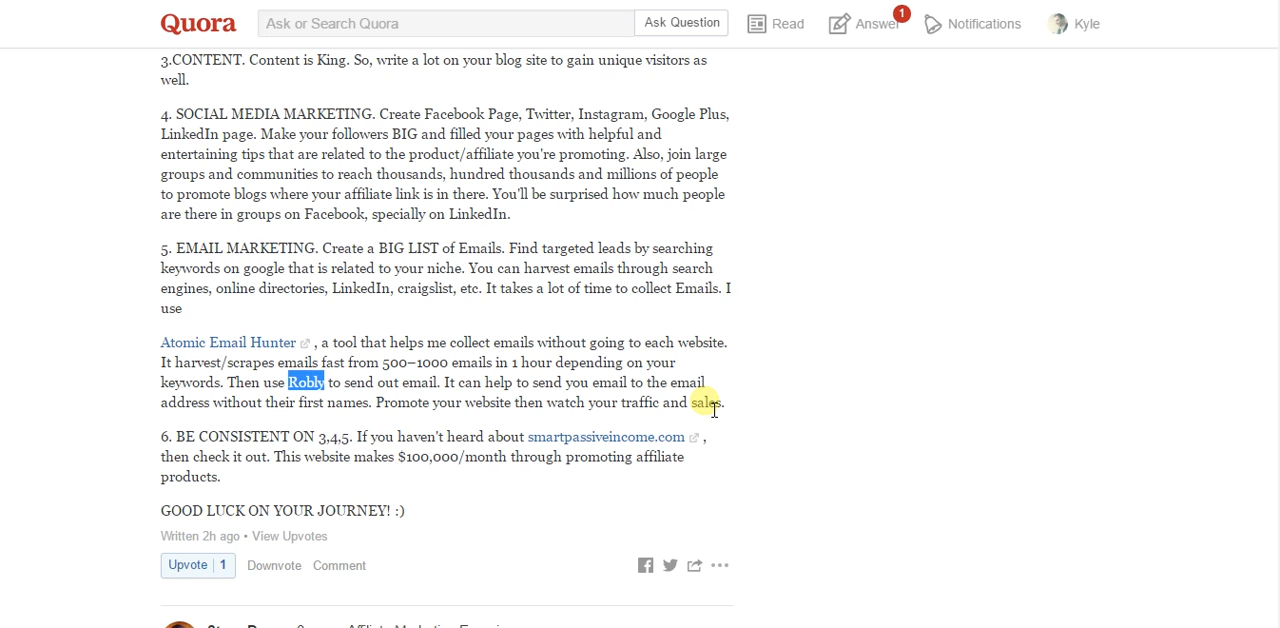 Quora
Ask or Search Quora
Ask Question
Read
Answer
1
Notifications
Kyle
3.CONTENT. Content is King. So, write a lot on your blog site to gain unique visitors as
well.
4. SOCIAL MEDIA MARKETING. Create Facebook Page, Twitter, Instagram, Google Plus,
LinkedIn page. Make your followers BIG and filled your pages with helpful and
entertaining tips that are related to the product/affiliate you're promoting. Also, join large
groups and communities to reach thousands, hundred thousands and millions of people
to promote blogs where your affiliate link is in there. You'll be surprised how much people
are there in groups on Facebook, specially on LinkedIn.
5. EMAIL MARKETING. Create a BIG LIST of Emails. Find targeted leads by searching
keywords on google that is related to your niche. You can harvest emails through search
engines, online directories, LinkedIn, craigslist, etc. It takes a lot of time to collect Emails. I
use
Atomic Email Hunter , a tool that helps me collect emails without going to each website.
It harvest/scrapes emails fast from 500–1000 emails in 1 hour depending on your
keywords. Then use Robly to send out email. It can help to send you email to the email
address without their first names. Promote your website then watch your traffic and sales.
6. BE CONSISTENT ON 3,4,5. If you haven't heard about smartpassiveincome.com ,
then check it out. This website makes $100,000/month through promoting affiliate
products.
GOOD LUCK ON YOUR JOURNEY! :)
Written 2h ago • View Upvotes
Upvote | 1
Downvote
Comment